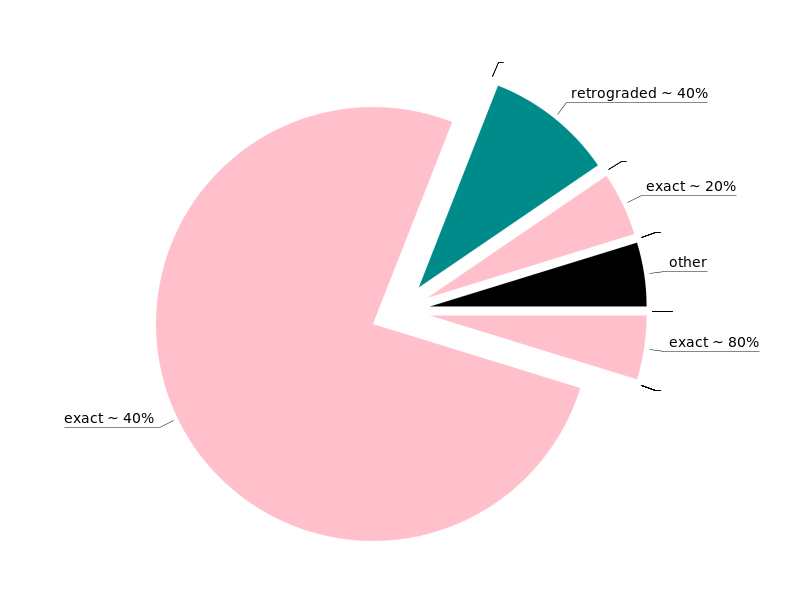 retrograded ~ 40%
exact ~ 20%
other
exact ~ 80%
exact ~ 40%